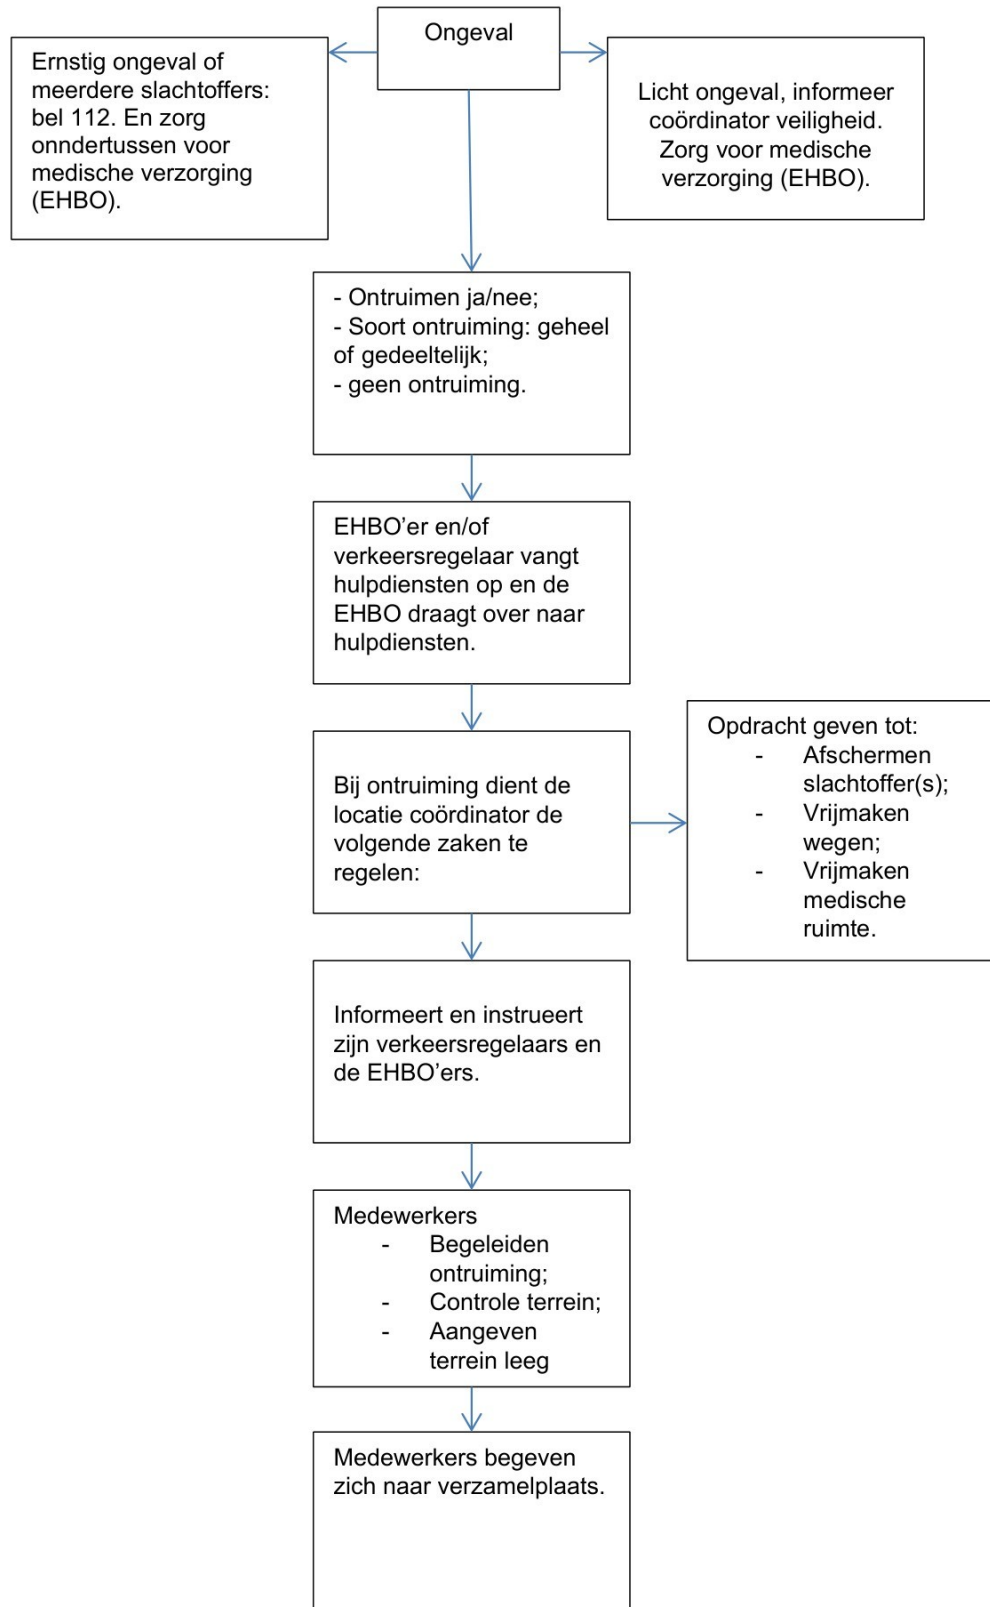 Ongeval
Ernstig ongeval of
meerdere slachtoffers:
bel 112. En zorg
onndertussen voor
medische verzorging
(EHBO).
Licht ongeval, informeer
coördinator veiligheid.
Zorg voor medische
verzorging (EHBO).
- Ontruimen ja/nee;
- Soort ontruiming: geheel
of gedeeltelijk;
- geen ontruiming.
EHBO’er en/of
verkeersregelaar vangt
hulpdiensten op en de
EHBO draagt over naar
hulpdiensten.
Bij ontruiming dient de
locatie coördinator de
volgende zaken te
regelen:
Opdracht geven tot:
- Afschermen
slachtoffer(s);
- Vrijmaken
wegen;
- Vrijmaken
medische
ruimte.
Informeert en instrueert
zijn verkeersregelaars en
de EHBO’ers.
Medewerkers
- Begeleiden
ontruiming;
- Controle terrein;
- Aangeven
terrein leeg
Medewerkers begeven
zich naar verzamelplaats.